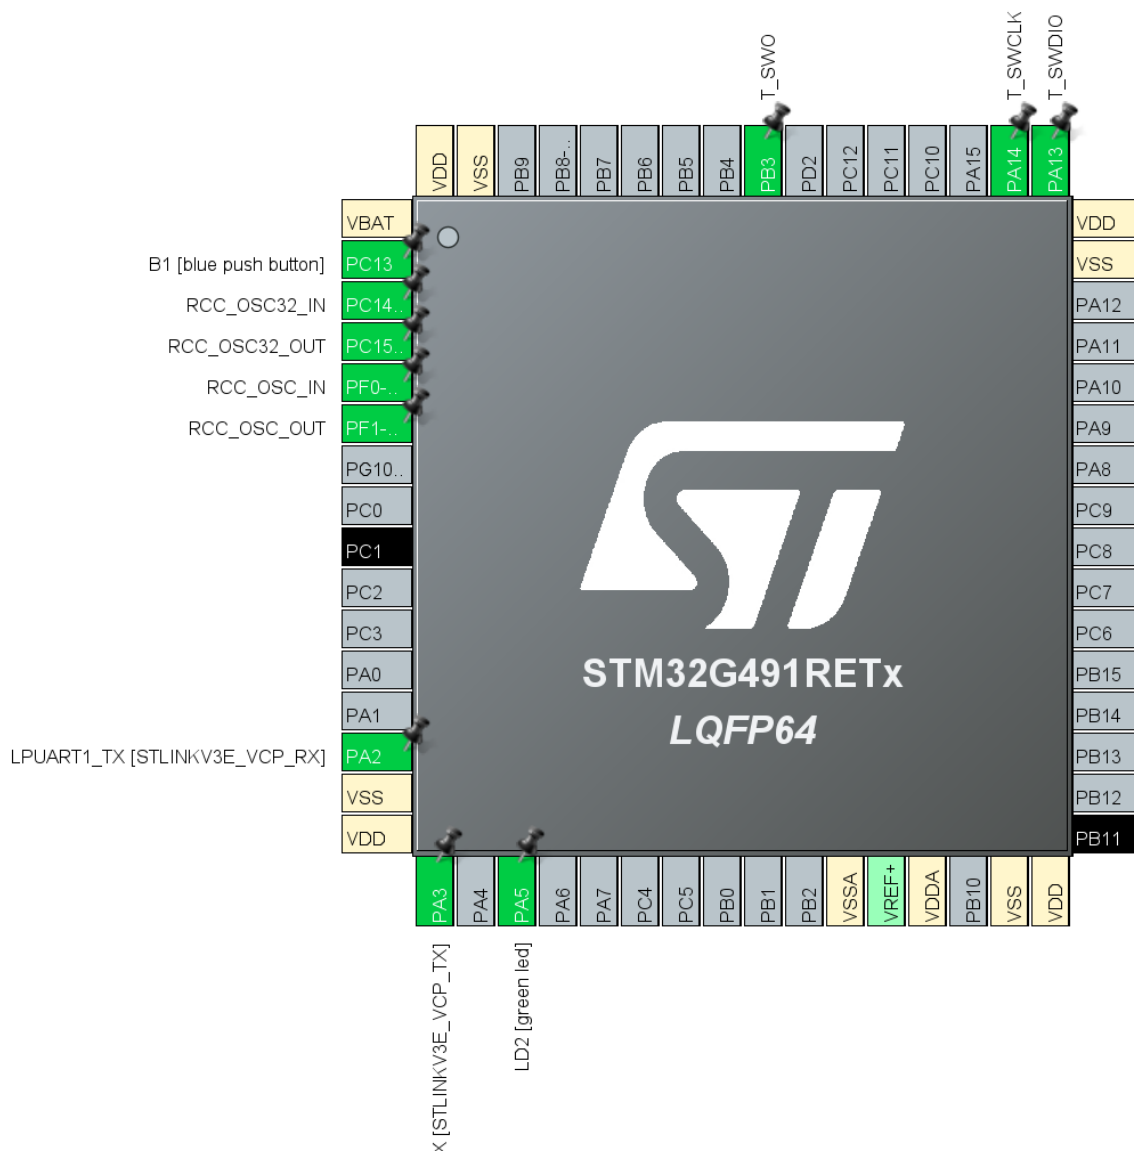 T_SWO
T_SWCLK
T_SWDIO
VDD
VSS
PB9
PB8-..
PB7
PB6
PB5
PB4
PB3
PD2
PC12
PC11
PC10
PA15
PA14
PA13
VBAT
B1 [blue push button] PC13
RCC_OSC32_IN PC14..
RCC_OSC32_OUT PC15..
RCC_OSC_IN PF0-..
RCC_OSC_OUT PF1-..
PG10..
PC0
PC1
PC2
PC3
PA0
PA1
LPUART1_TX [STLINKV3E_VCP_RX] PA2
VSS
VDD
ST
STM32G491RETx
LQFP64
VDD
VSS
PA12
PA11
PA10
PA9
PA8
PC9
PC8
PC7
PC6
PB15
PB14
PB13
PB12
PB11
PA3
PA4
PA5
PA6
PA7
PC4
PC5
PB0
PB1
PB2
VSSA
VREF+
VDDA
PB10
VSS
VDD
X [STLINKV3E_VCP_TX]
LD2 [green led]